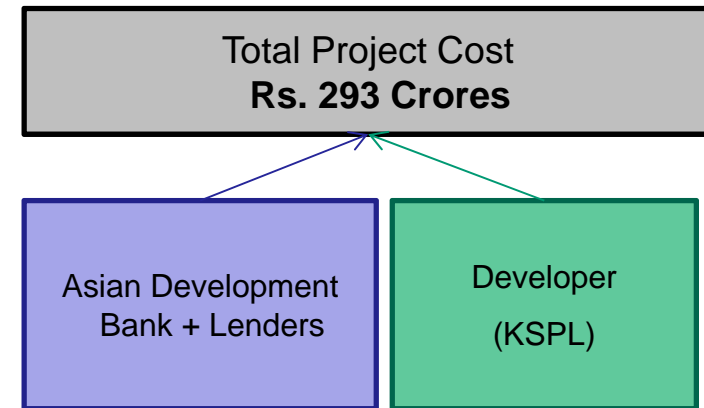 Total Project Cost
Rs. 293 Crores
Asian Development
Bank + Lenders
Developer
(KSPL)